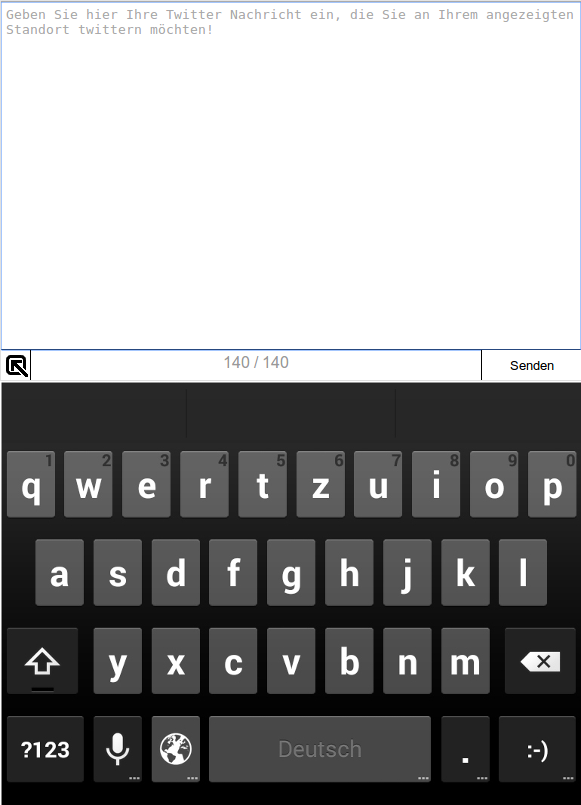 Geben Sie hier Ihre Twitter Nachricht ein, die Sie an Ihrem angezeigten
Standort twittern möchten!
140 / 140
Senden
1 2 3 4 5 6 7 8 9 0
q w e r t z u i o p
a s d f g h j k l
y x c v b n m
?123 Deutsch . :-)